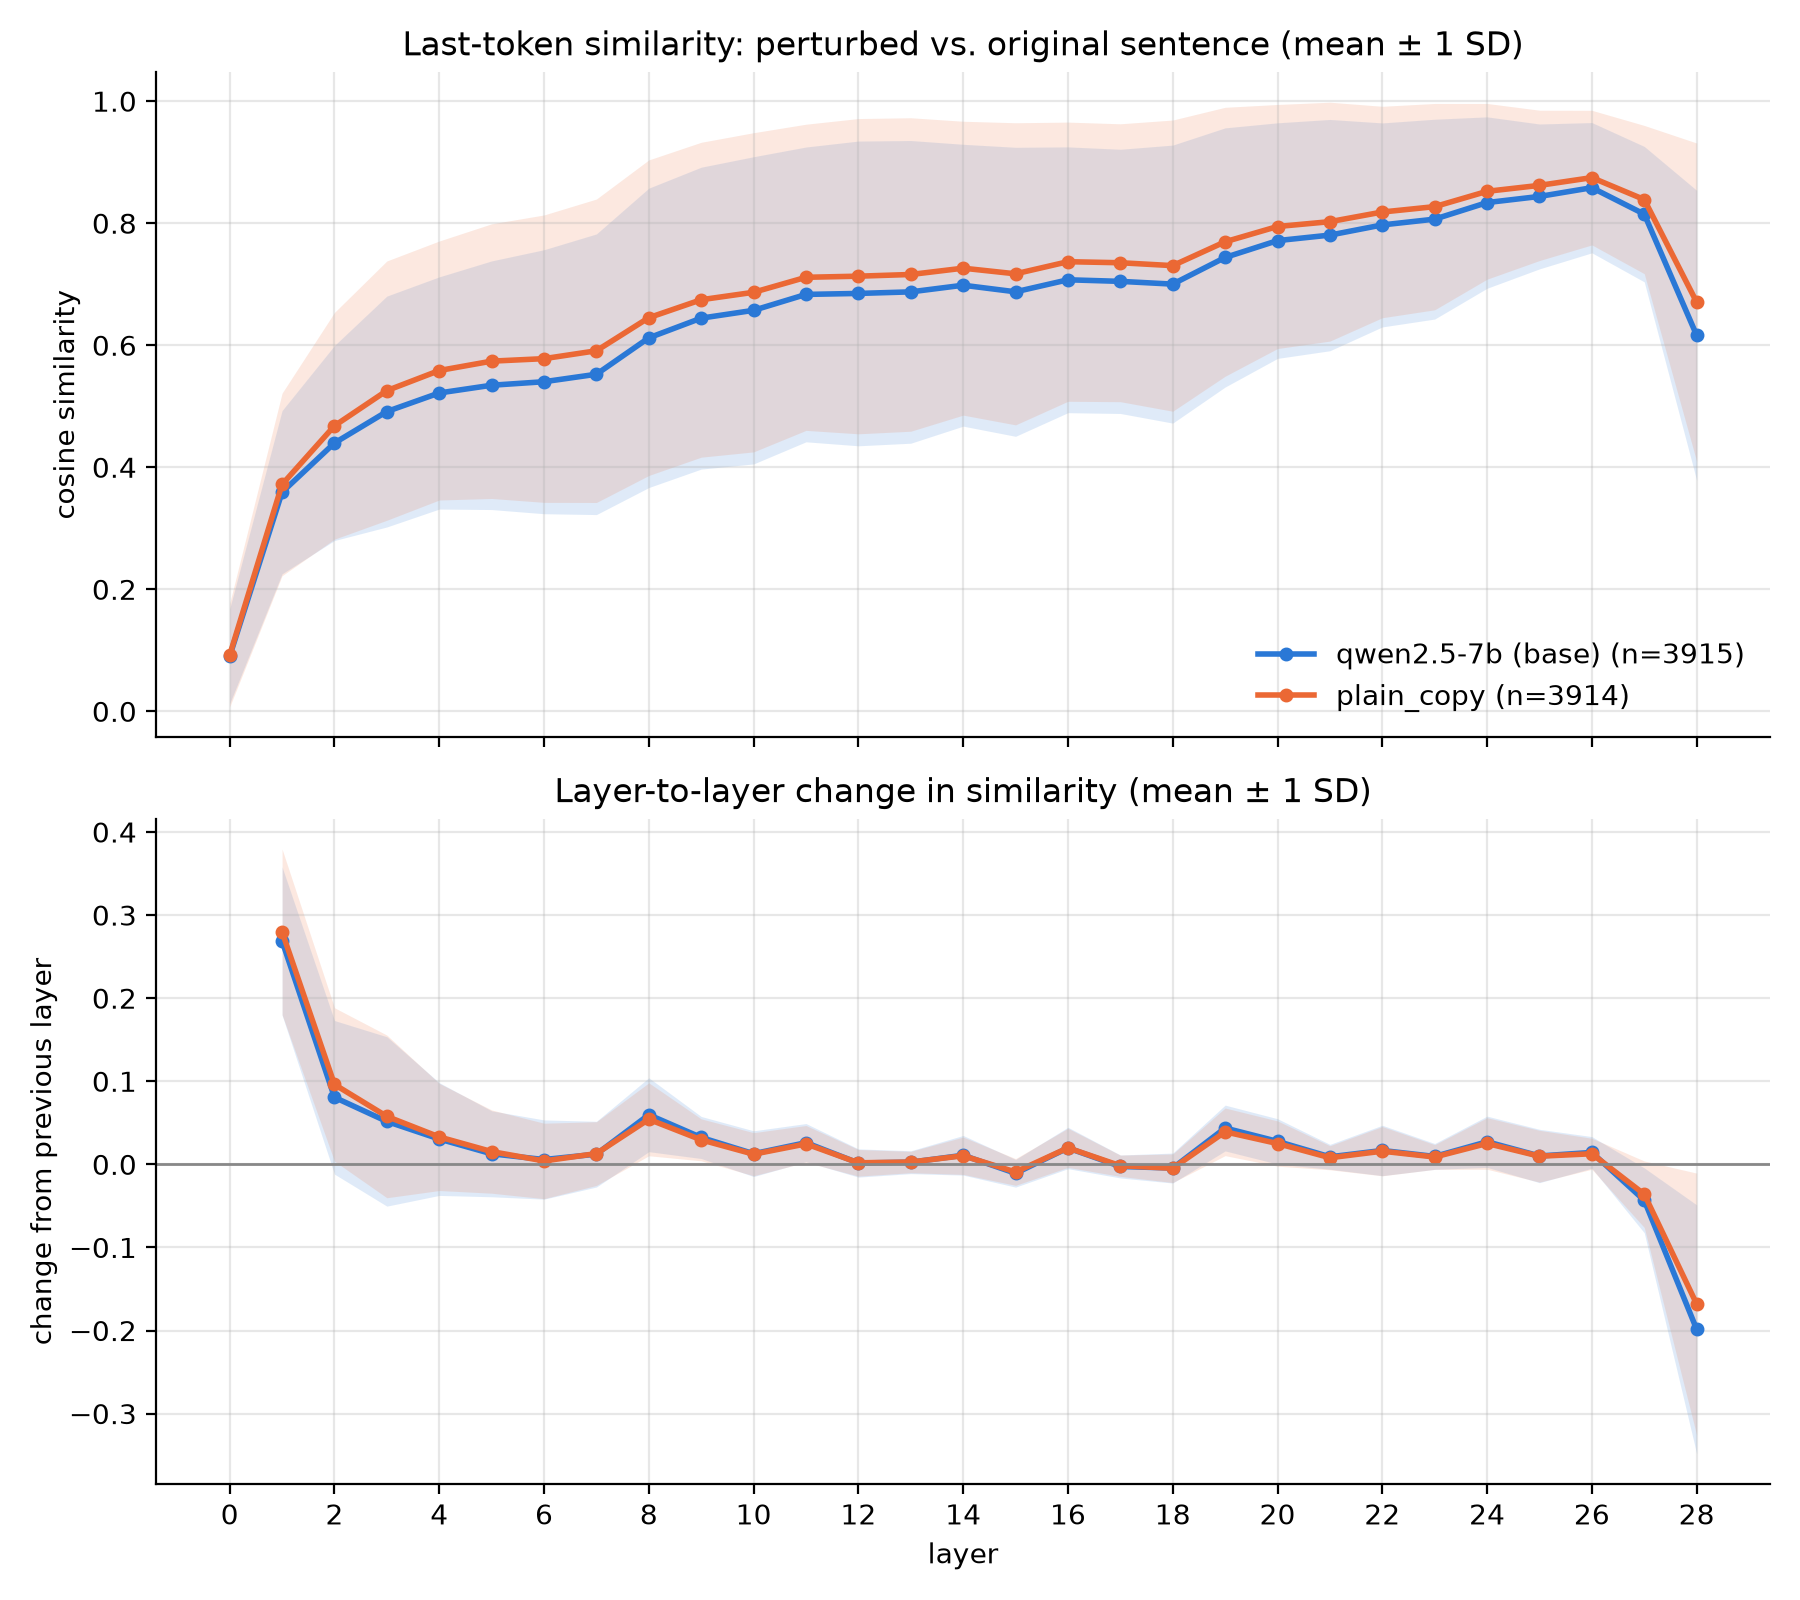 Last-token similarity: perturbed vs. original sentence (mean ± 1 SD)
1.0
0.8
0.6
0.4
0.2
0.0
cosine similarity
qwen2.5-7b (base) (n=3915)
plain_copy (n=3914)
Layer-to-layer change in similarity (mean ± 1 SD)
0.4
0.3
0.2
0.1
0.0
−0.1
−0.2
−0.3
change from previous layer
0 2 4 6 8 10 12 14 16 18 20 22 24 26 28
layer